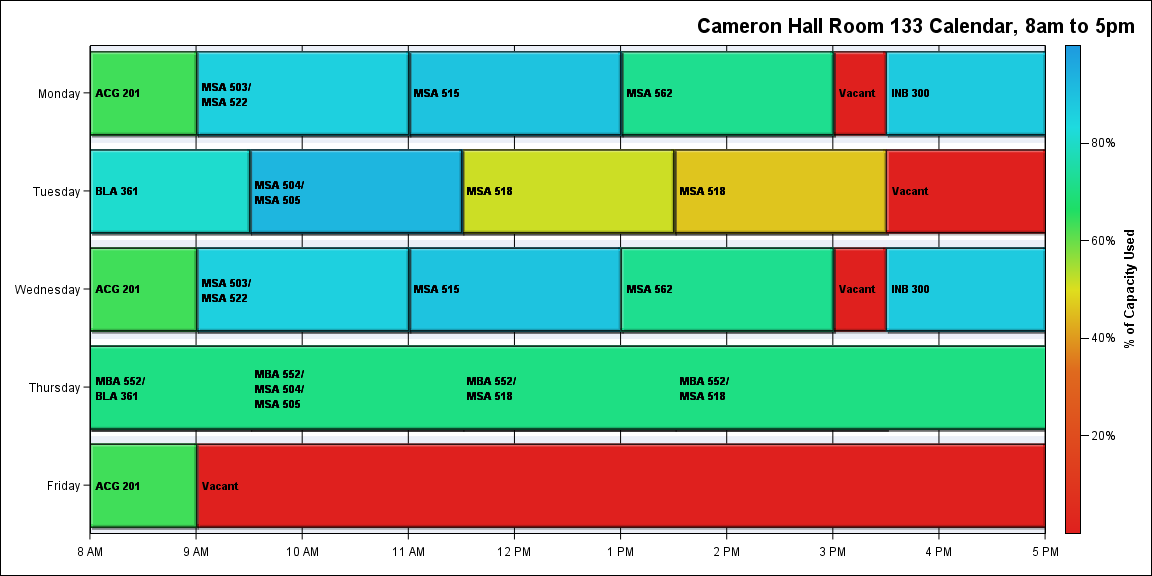 Cameron Hall Room 133 Calendar, 8am to 5pm
Monday
ACG 201
MSA 503/
MSA 522
MSA 515
MSA 562
Vacant
INB 300
Tuesday
BLA 361
MSA 504/
MSA 505
MSA 518
MSA 518
Vacant
Wednesday
ACG 201
MSA 503/
MSA 522
MSA 515
MSA 562
Vacant
INB 300
Thursday
MBA 552/
BLA 361
MBA 552/
MSA 504/
MSA 505
MBA 552/
MSA 518
MBA 552/
MSA 518
Friday
ACG 201
Vacant
8 AM
9 AM
10 AM
11 AM
12 PM
1 PM
2 PM
3 PM
4 PM
5 PM
80%
60%
40%
20%
% of Capacity Used